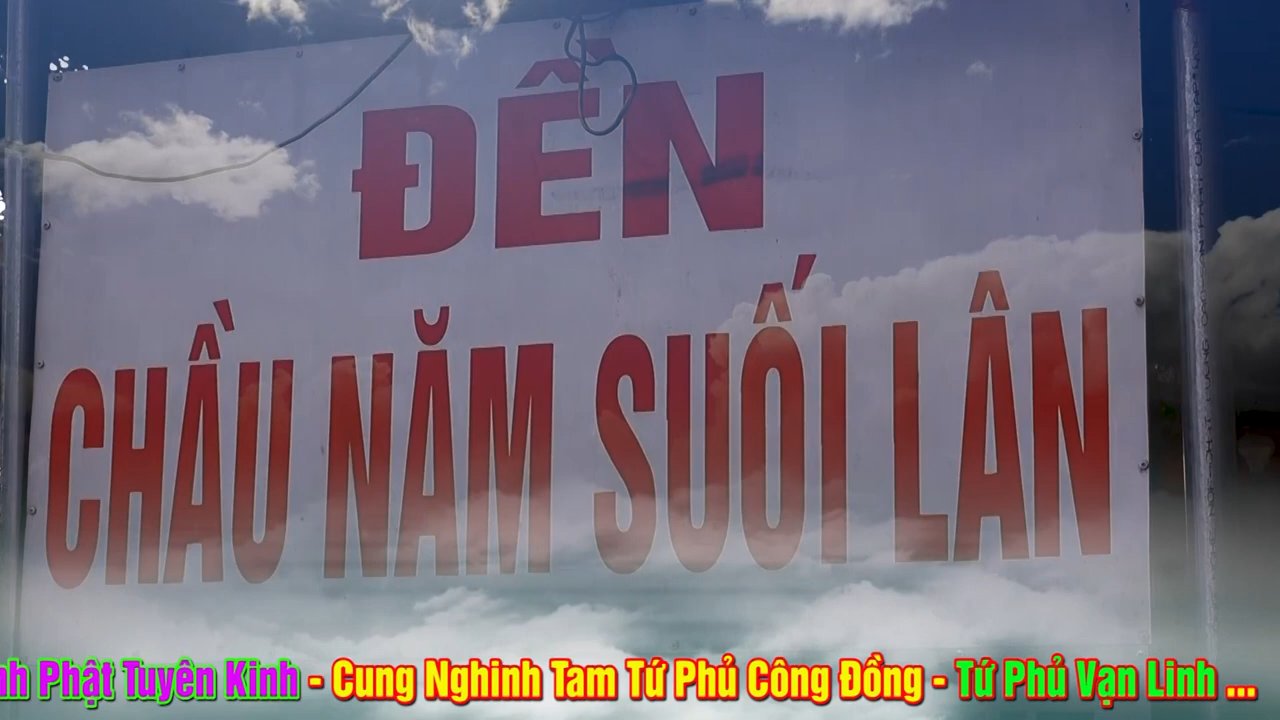 ĐỀN
CHẦU NĂM SUỐI LÂN
nh Phật Tuyên Kinh - Cung Nghinh Tam Tứ Phủ Công Đồng - Tứ Phủ Vạn Linh ...